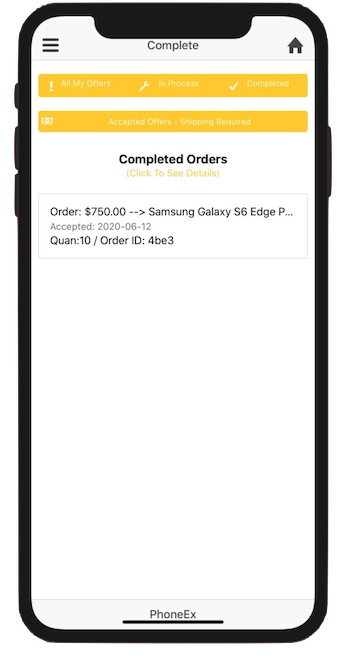 Complete
All My Offers In Process Completed
Accepted Offers - Shipping Required
Completed Orders
(Click To See Details)
Order: $750.00 --> Samsung Galaxy S6 Edge P...
Accepted: 2020-06-12
Quan:10 / Order ID: 4be3
PhoneEx